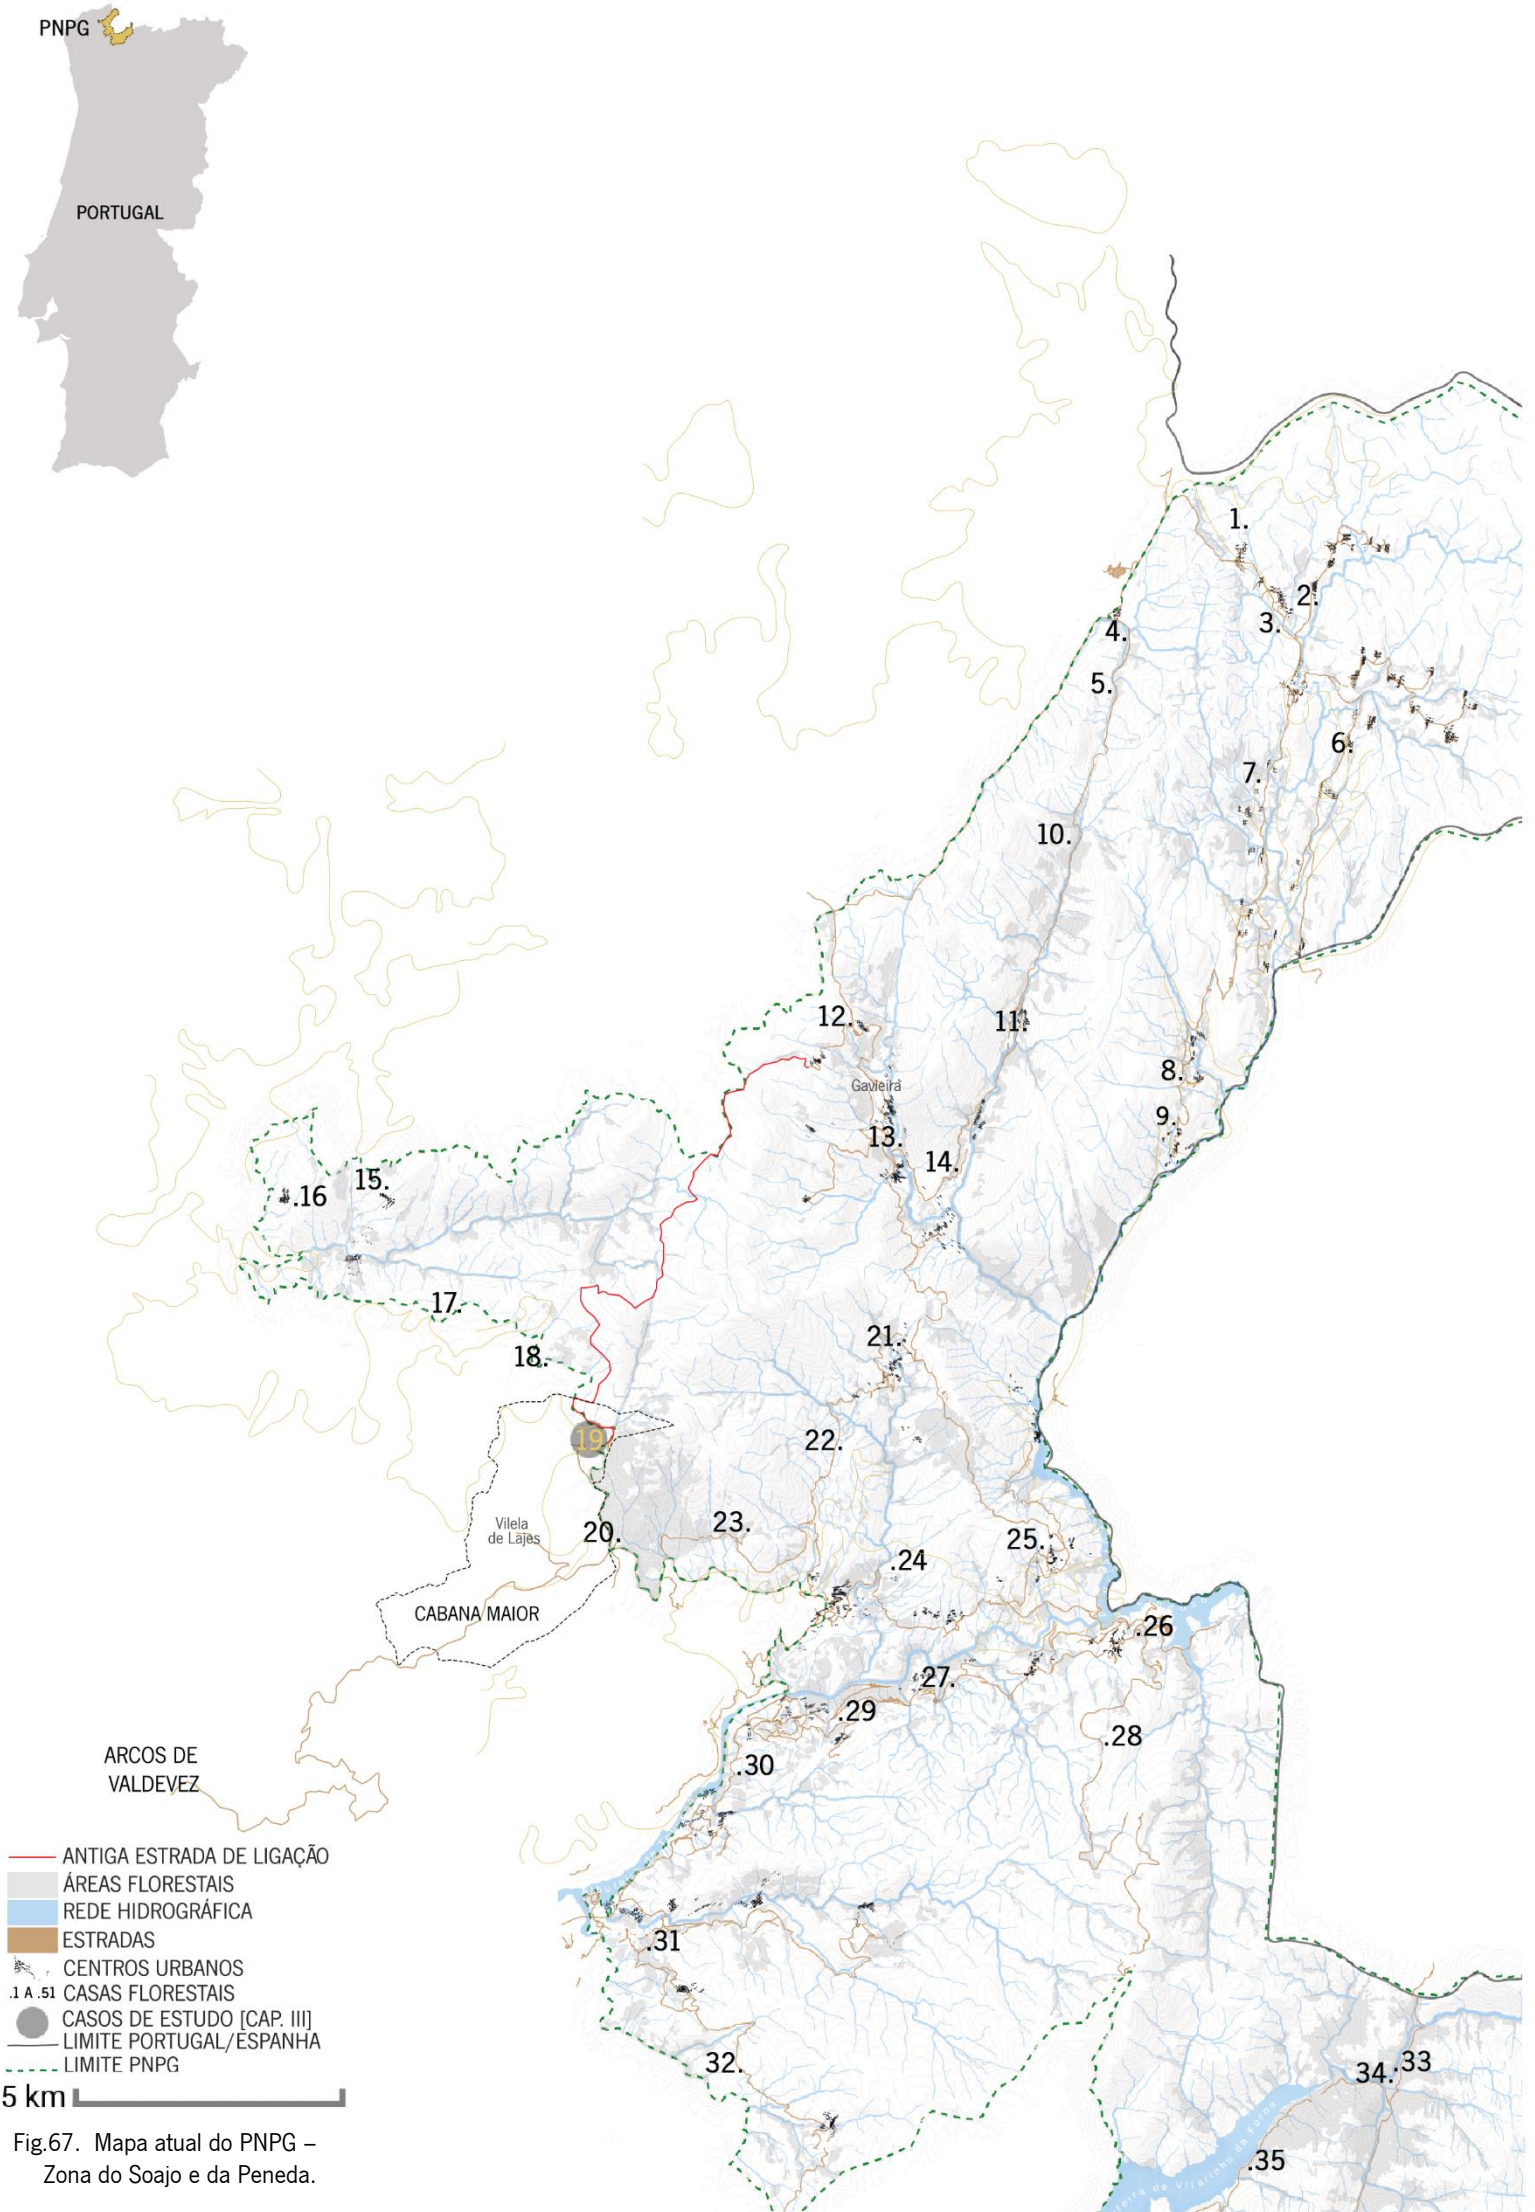 PNPG
PORTUGAL
1.
2.
3.
4.
5.
6.
7.
10.
12.
11.
8.
Gavieira
9.
13.
14.
15.
.16
17.
18.
21.
19
22.
23.
20.
Vilela
de Lajes
25.
.24
CABANA MAIOR
.26
27.
.29
.28
.30
ARCOS DE
VALDEVEZ
.31
32.
34.
.33
.35
ANTIGA ESTRADA DE LIGAÇÃO
ÁREAS FLORESTAIS
REDE HIDROGRÁFICA
ESTRADAS
CENTROS URBANOS
.1 A .51 CASAS FLORESTAIS
CASOS DE ESTUDO [CAP. III]
LIMITE PORTUGAL/ESPANHA
LIMITE PNPG
5 km
Fig.67. Mapa atual do PNPG –
Zona do Soajo e da Peneda.